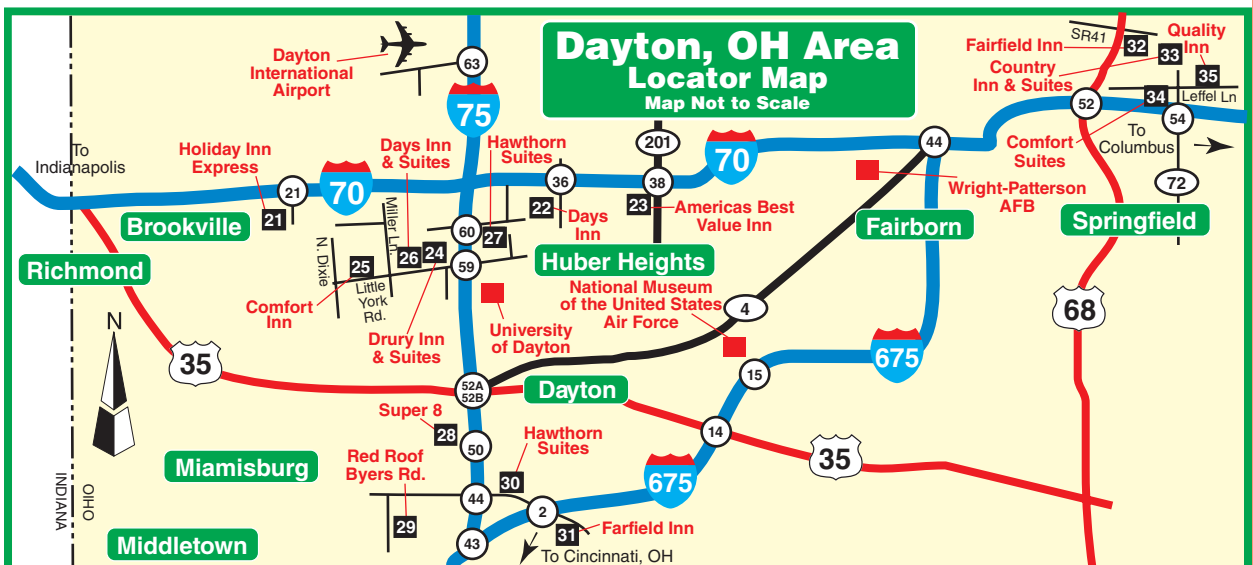 Dayton, OH Area
Locator Map
Map Not to Scale
Dayton
International
Airport
63
75
SR41
Fairfield Inn
32
Quality
Inn
33
Country
Inn & Suites
35
34
Leffel Ln
52
54
To
Columbus
Comfort
Suites
72
To
Indianapolis
Holiday Inn
Express
21
21
70
Days Inn
& Suites
Hawthorn
Suites
36
201
38
70
44
22
Days
Inn
23
Americas Best
Value Inn
Wright-Patterson
AFB
Brookville
Miller Ln.
N. Dixie
60
27
26
24
25
59
Little
York
Rd.
Huber Heights
Fairborn
Springfield
Richmond
Comfort
Inn
Drury Inn
& Suites
University
of Dayton
National Museum
of the United States
Air Force
4
68
N
35
675
15
52A
52B
Dayton
Super 8
28
50
14
35
Hawthorn
Suites
Miamisburg
Red Roof
Byers Rd.
675
30
44
2
29
31
Farfield Inn
INDIANA
OIHO
Middletown
43
To Cincinnati, OH